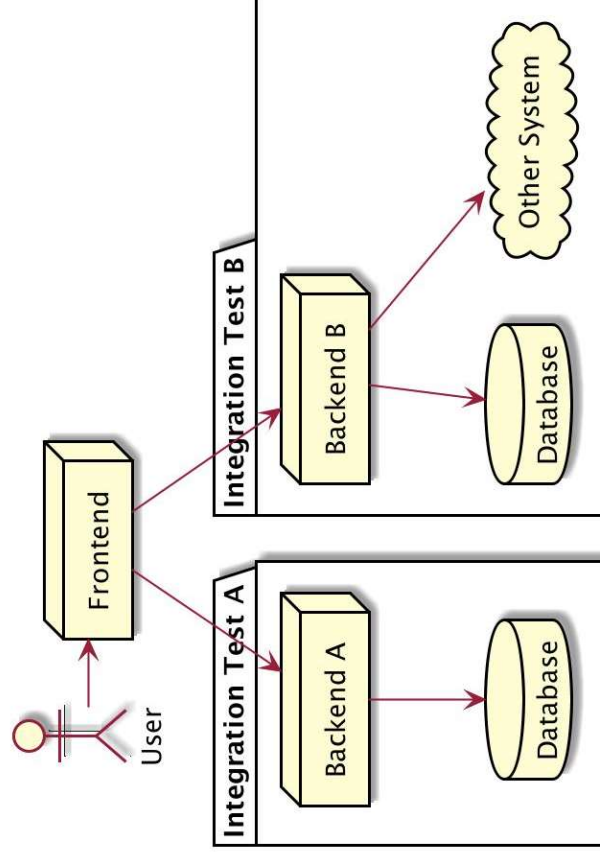 User
Frontend
Integration Test A
Backend A
Database
Integration Test B
Backend B
Database
Other System